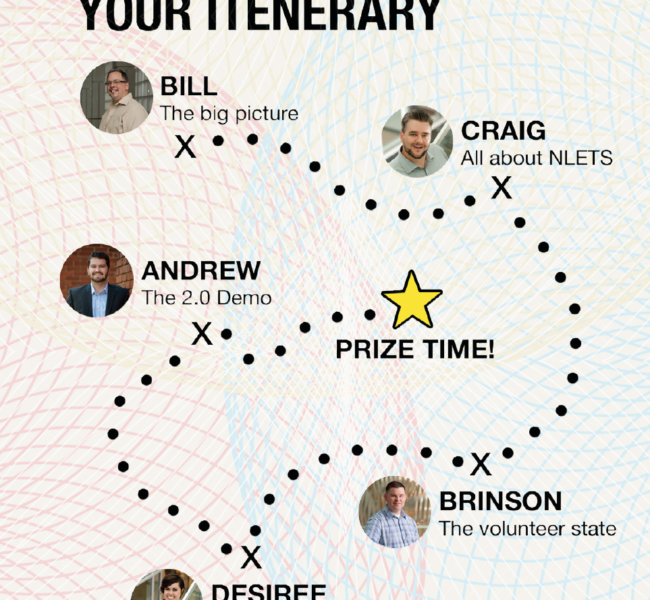 YOUR ITENERARY
BILL
The big picture
X
CRAIG
All about NLETS
X
ANDREW
The 2.0 Demo
X
PRIZE TIME!
X
BRINSON
The volunteer state
X
DESIREE